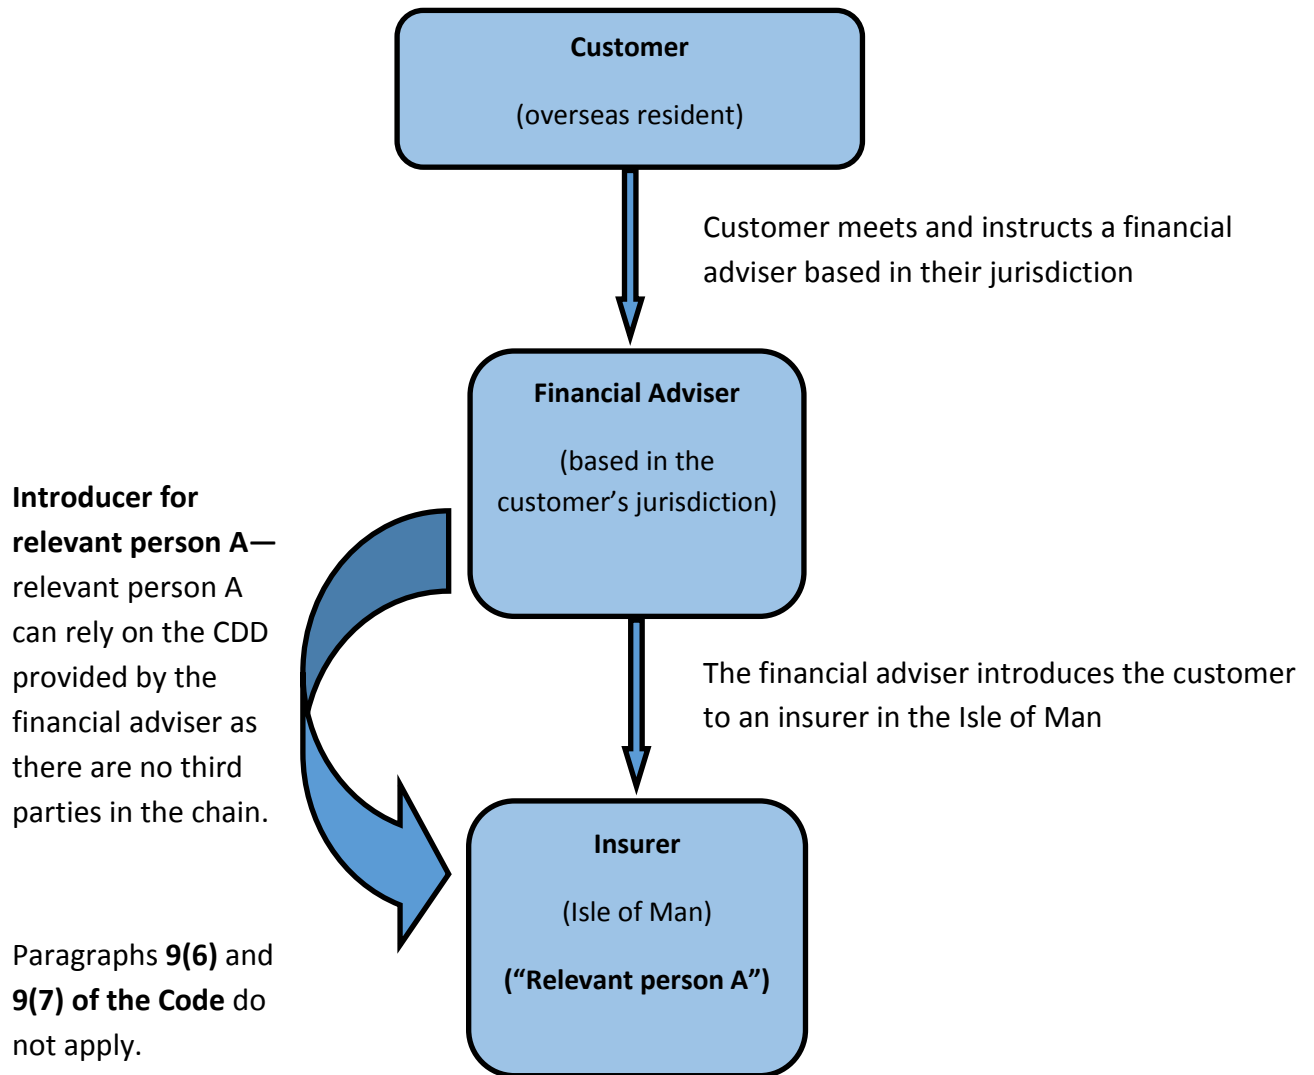 Customer
(overseas resident)
Customer meets and instructs a financial
adviser based in their jurisdiction
Financial Adviser
(based in the
customer’s jurisdiction)
Introducer for
relevant person A—
relevant person A
can rely on the CDD
provided by the
financial adviser as
there are no third
parties in the chain.
The financial adviser introduces the customer
to an insurer in the Isle of Man
Insurer
(Isle of Man)
(“Relevant person A”)
Paragraphs 9(6) and
9(7) of the Code do
not apply.